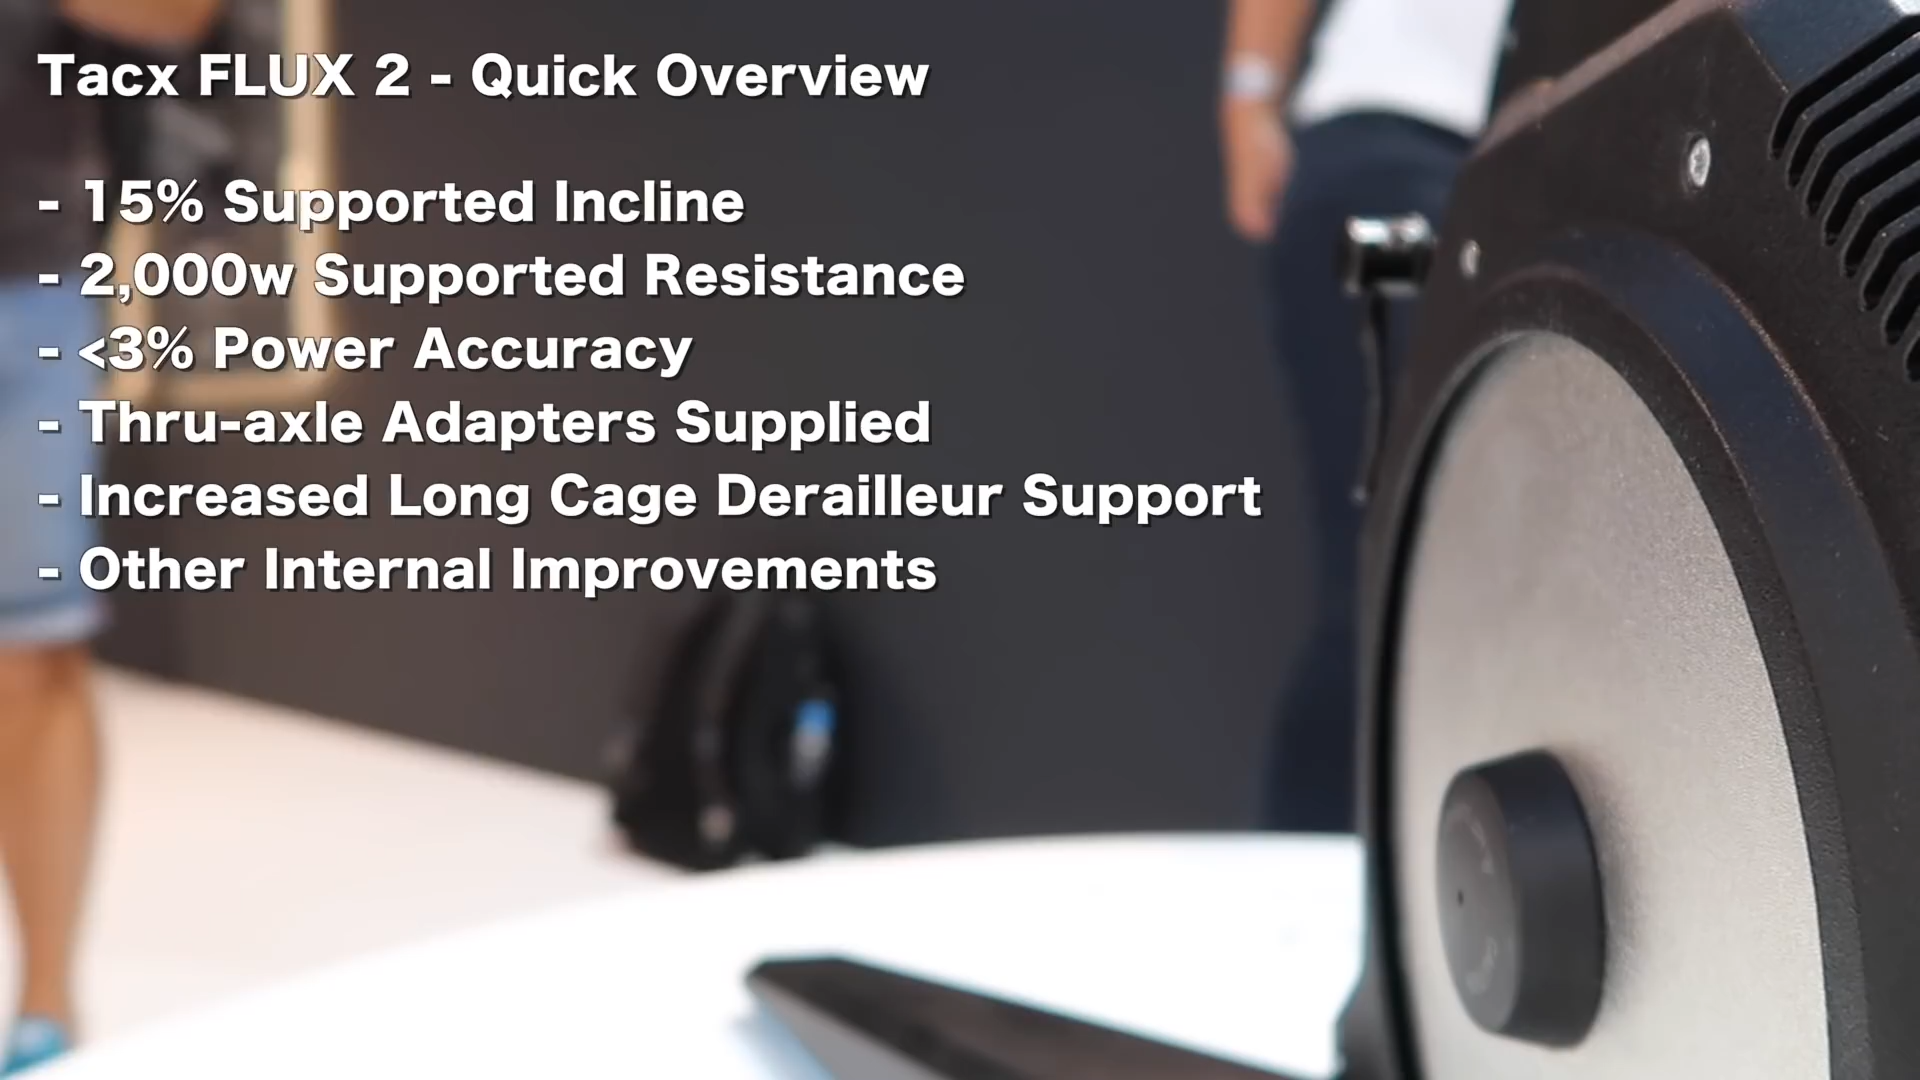 Tacx FLUX 2 - Quick Overview
- 15% Supported Incline
- 2,000w Supported Resistance
- <3% Power Accuracy
- Thru-axle Adapters Supplied
- Increased Long Cage Derailleur Support
- Other Internal Improvements